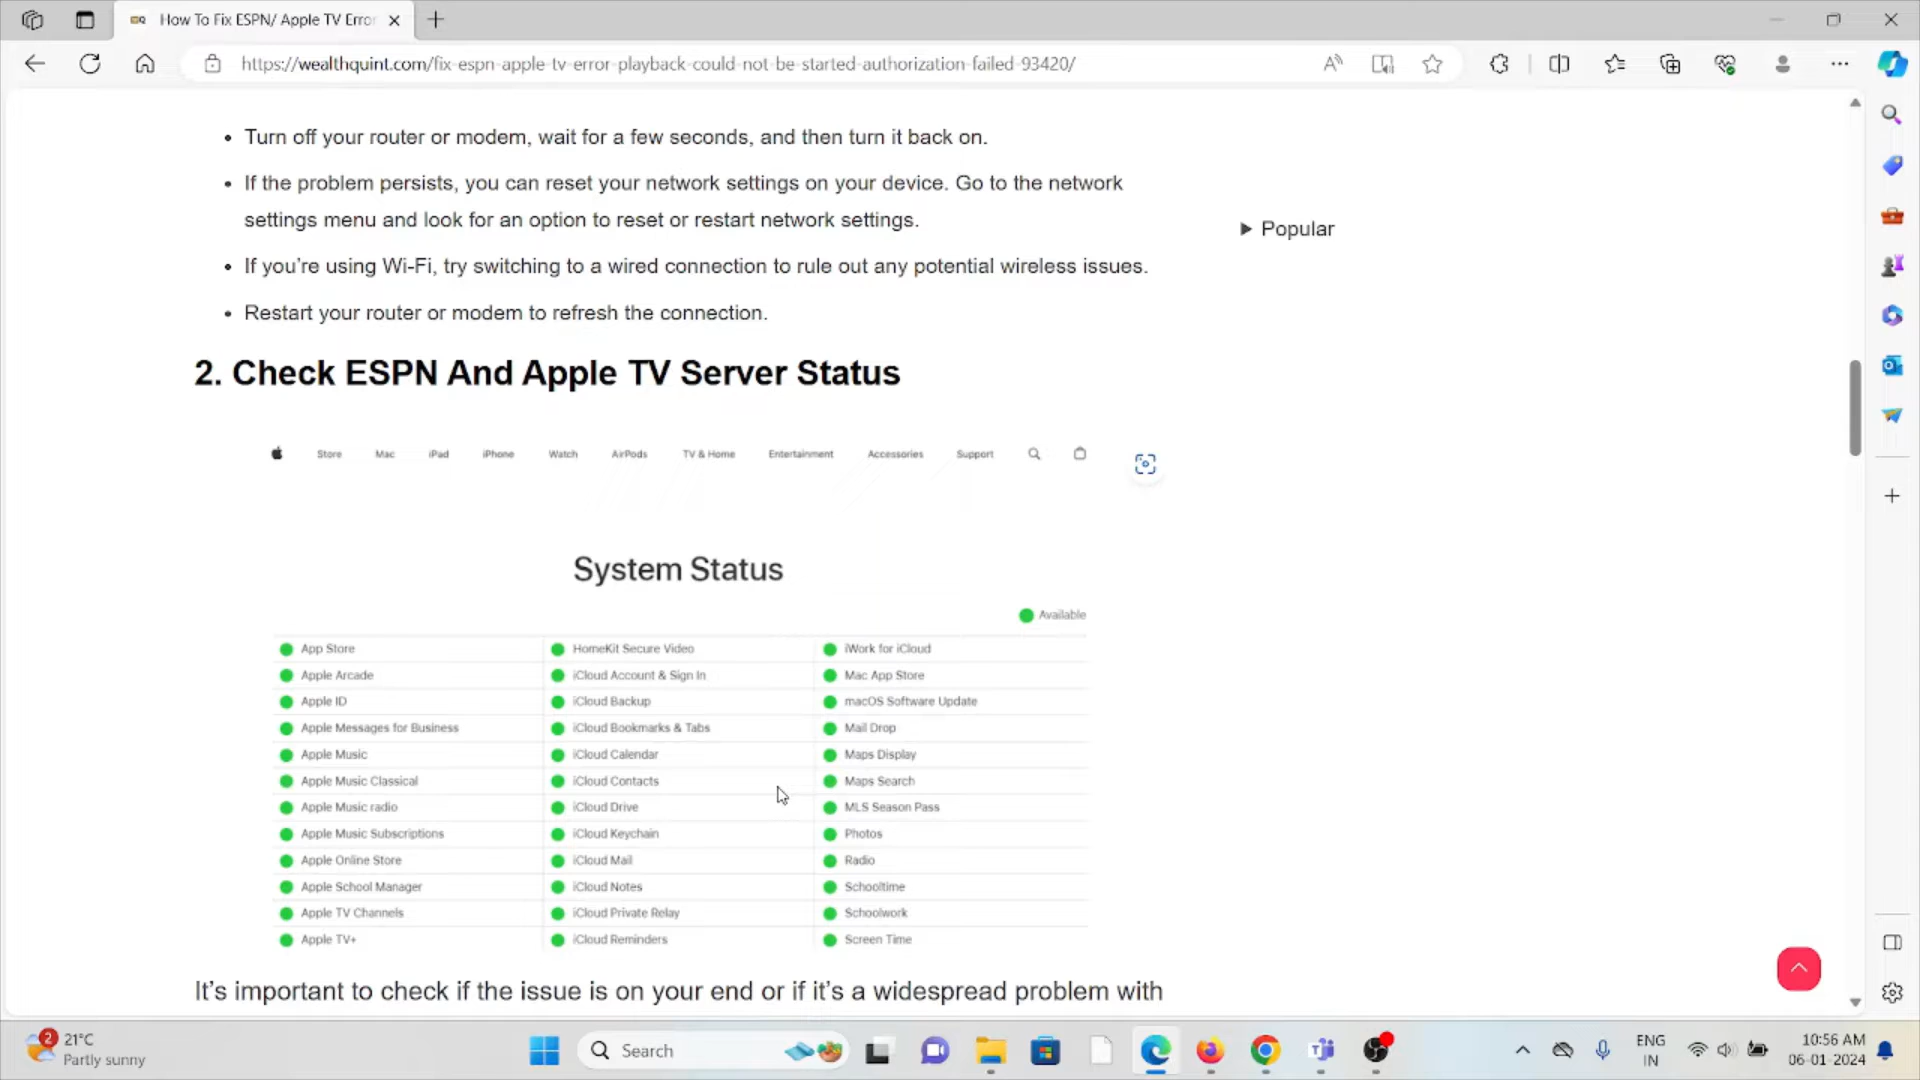 How To Fix ESPN/ Apple TV Error
https://wealthquint.com/fix-espn-apple-tv-error-playback-could-not-be-started-authorization-failed-93420/
• Turn off your router or modem, wait for a few seconds, and then turn it back on.
• If the problem persists, you can reset your network settings on your device. Go to the network
settings menu and look for an option to reset or restart network settings.
• If you’re using Wi-Fi, try switching to a wired connection to rule out any potential wireless issues.
• Restart your router or modem to refresh the connection.
Popular
2. Check ESPN And Apple TV Server Status
Store Mac iPad iPhone Watch AirPods TV & Home Entertainment Accessories Support
System Status
Available
App Store HomeKit Secure Video iWork for iCloud
Apple Arcade iCloud Account & Sign In Mac App Store
Apple ID iCloud Backup macOS Software Update
Apple Messages for Business iCloud Bookmarks & Tabs Mail Drop
Apple Music iCloud Calendar Maps Display
Apple Music Classical iCloud Contacts Maps Search
Apple Music radio iCloud Drive MLS Season Pass
Apple Music Subscriptions iCloud Keychain Photos
Apple Online Store iCloud Mail Radio
Apple School Manager iCloud Notes Schooltime
Apple TV Channels iCloud Private Relay Schoolwork
Apple TV+ iCloud Reminders Screen Time
It’s important to check if the issue is on your end or if it’s a widespread problem with
2
21°C
Partly sunny
Search
ENG
IN
10:56 AM
06-01-2024